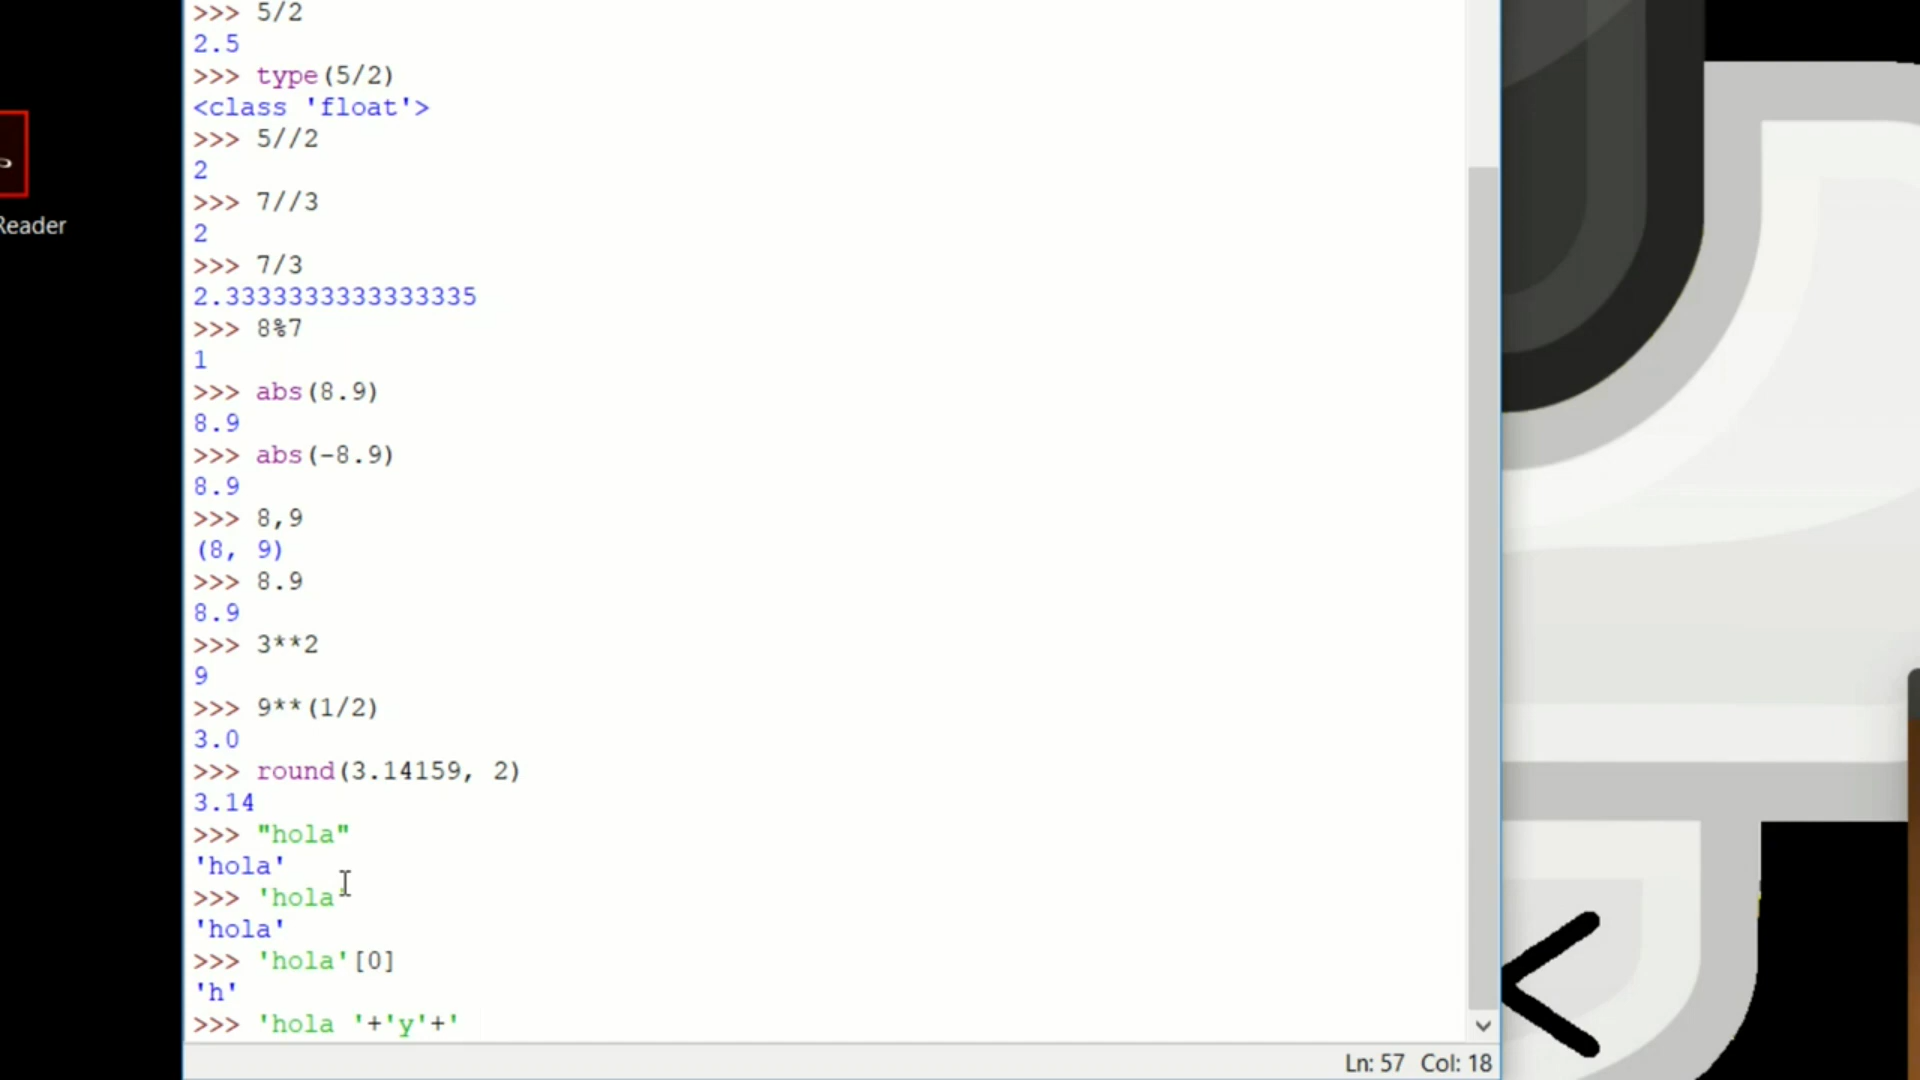 >>> 5/2
2.5
>>> type(5/2)
<class 'float'>
>>> 5//2
2
>>> 7//3
2
>>> 7/3
2.3333333333333335
>>> 8%7
1
>>> abs(8.9)
8.9
>>> abs(-8.9)
8.9
>>> 8,9
(8, 9)
>>> 8.9
8.9
>>> 3**2
9
>>> 9**(1/2)
3.0
>>> round(3.14159, 2)
3.14
>>> "hola"
'hola'
>>> 'hola'
'hola'
>>> 'hola'[0]
'h'
>>> 'hola '+'y'+'
Reader
Ln: 57 Col: 18